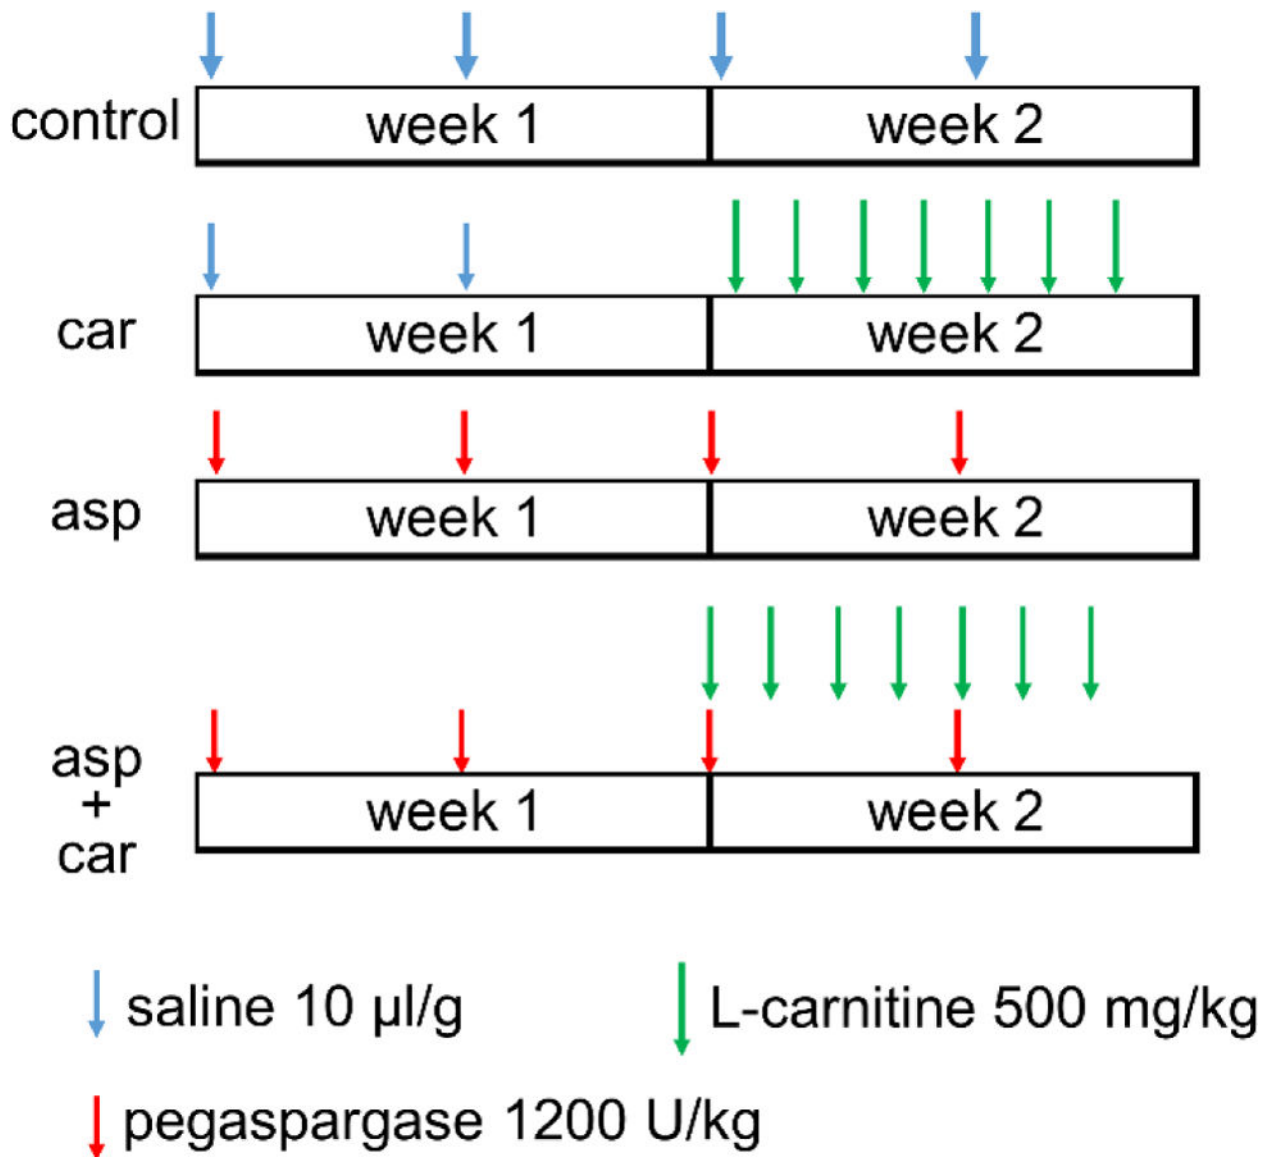 control
week 1
week 2
car
week 1
week 2
asp
week 1
week 2
asp
+
car
week 1
week 2
saline 10 µl/g
L-carnitine 500 mg/kg
pegaspargase 1200 U/kg